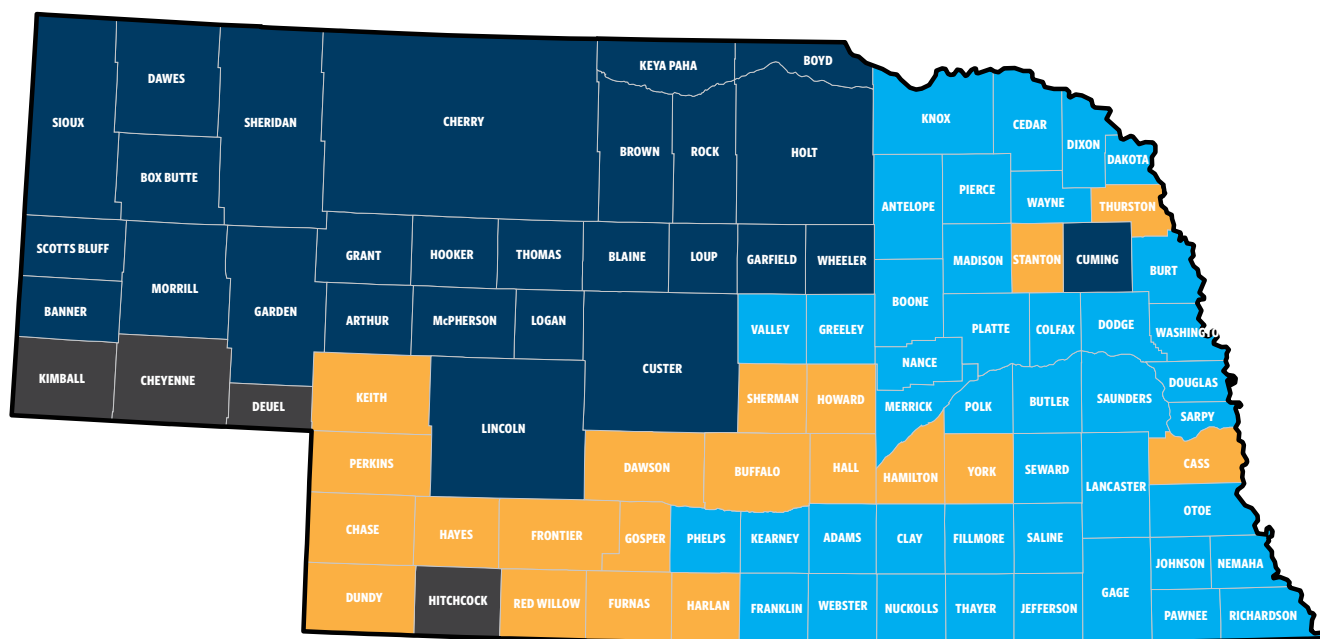 SIOUX
DAWES
SHERIDAN
CHERRY
KEYA PAHA
BOYD
BOX BUTTE
BROWN
ROCK
HOLT
KNOX
CEDAR
DIXON
DAKOTA
ANTELOPE
PIERCE
WAYNE
THURSTON
SCOTTS BLUFF
GRANT
HOOKER
THOMAS
BLAINE
LOUP
GARFIELD
WHEELER
MADISON
STANTON
CUMING
BURT
BANNER
MORRILL
GARDEN
ARTHUR
McPHERSON
LOGAN
CUSTER
VALLEY
GREELEY
BOONE
PLATTE
COLFAX
DODGE
WASHINGTO
KIMBALL
CHEYENNE
DEUEL
KEITH
LINCOLN
SHERMAN
HOWARD
NANCE
MERRICK
POLK
BUTLER
SAUNDERS
DOUGLAS
SARPY
PERKINS
DAWSON
BUFFALO
HALL
HAMILTON
YORK
SEWARD
LANCASTER
CASS
OTOE
CHASE
HAYES
FRONTIER
GOSPER
PHELPS
KEARNEY
ADAMS
CLAY
FILLMORE
SALINE
JOHNSON
NEMAHA
DUNDY
HITCHCOCK
RED WILLOW
FURNAS
HARLAN
FRANKLIN
WEBSTER
NUCKOLLS
THAYER
JEFFERSON
GAGE
PAWNEE
RICHARDSON